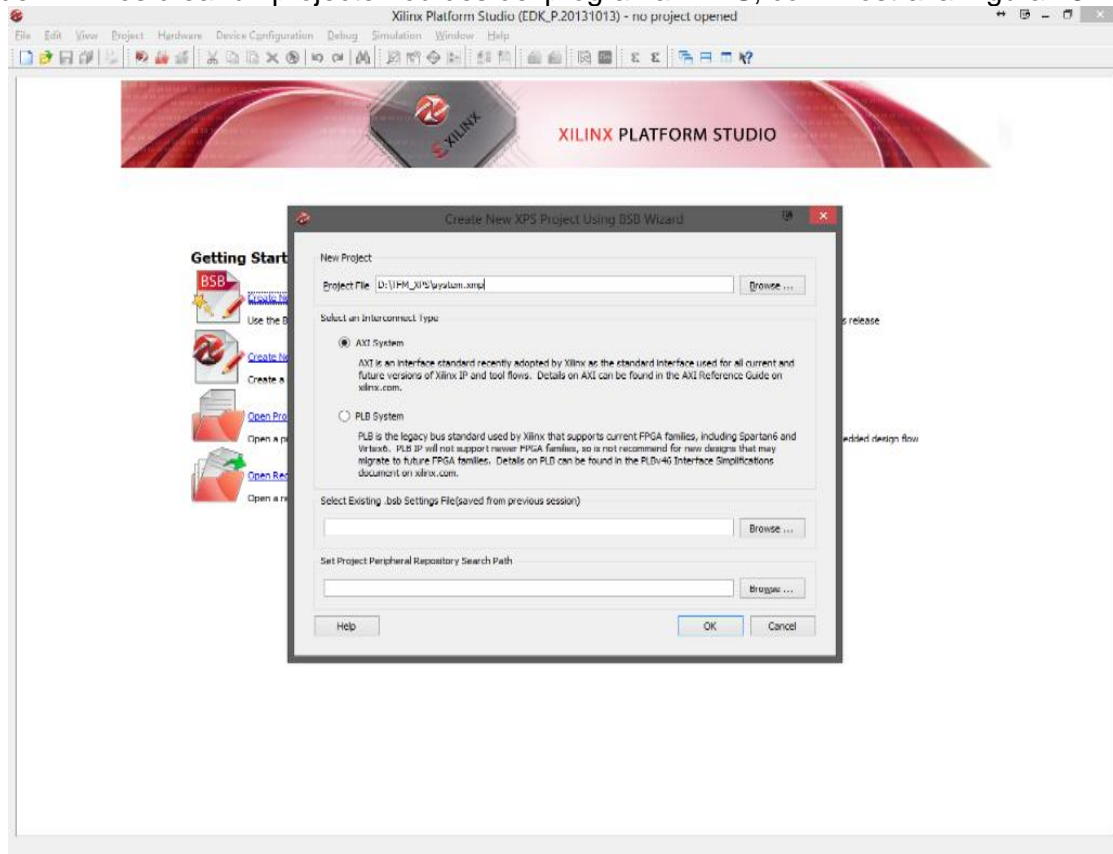 Xilinx Platform Studio (EDK_P.20131013) - no project opened
File Edit View Project Hardware Device Configuration Debug Simulation Window Help
XILINX
XILINX PLATFORM STUDIO
Create New XPS Project Using BSB Wizard
Getting Start
New Project
BSB
Project File D:\TFM_XPS\system.xmp Browse ...
Create Ne
Use the B
Select an Interconnect Type
s release
AXI System
AXI is an interface standard recently adopted by Xilinx as the standard interface used for all current and
future versions of Xilinx IP and tool flows. Details on AXI can be found in the AXI Reference Guide on
xilinx.com.
Create Ne
Create a
PLB System
Open Pro
PLB is the legacy bus standard used by Xilinx that supports current FPGA families, including Spartan6 and
Open a p
edded design flow
Virtex6. PLB IP will not support newer FPGA families, so is not recommend for new designs that may
migrate to future FPGA families. Details on PLB can be found in the PLBv46 Interface Simplifications
document on xilinx.com.
Open Rec
Open a re
Select Existing .bsb Settings File(saved from previous session)
Browse ...
Set Project Peripheral Repository Search Path
Browse ...
Help OK Cancel